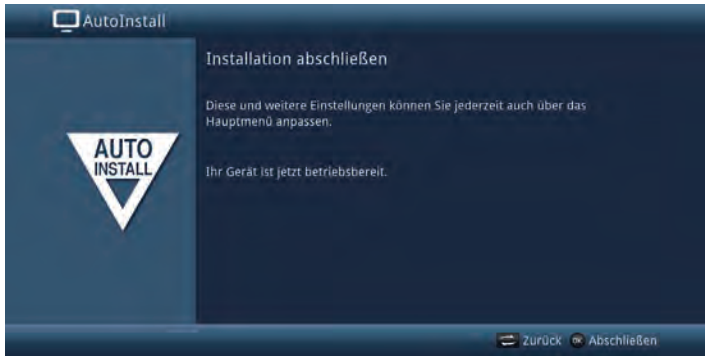 AutoInstall
Installation abschließen
Diese und weitere Einstellungen können Sie jederzeit auch über das
Hauptmenü anpassen.
AUTO
INSTALL
Ihr Gerät ist jetzt betriebsbereit.
Zurück OK Abschließen